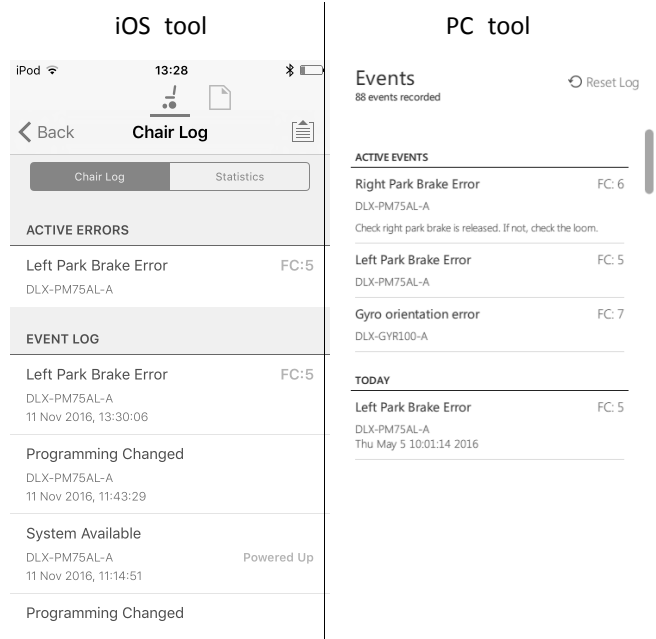 iOS tool
iPod
13:28
Back
Chair Log
Chair Log
Statistics
ACTIVE ERRORS
Left Park Brake Error
FC:5
DLX-PM75AL-A
EVENT LOG
Left Park Brake Error
FC:5
DLX-PM75AL-A
11 Nov 2016, 13:30:06
Programming Changed
DLX-PM75AL-A
11 Nov 2016, 11:43:29
System Available
DLX-PM75AL-A
Powered Up
11 Nov 2016, 11:14:51
Programming Changed
PC tool
Events
Reset Log
88 events recorded
ACTIVE EVENTS
Right Park Brake Error
FC: 6
DLX-PM75AL-A
Check right park brake is released. If not, check the loom.
Left Park Brake Error
FC: 5
DLX-PM75AL-A
Gyro orientation error
FC: 7
DLX-GYR100-A
TODAY
Left Park Brake Error
FC: 5
DLX-PM75AL-A
Thu May 5 10:01:14 2016